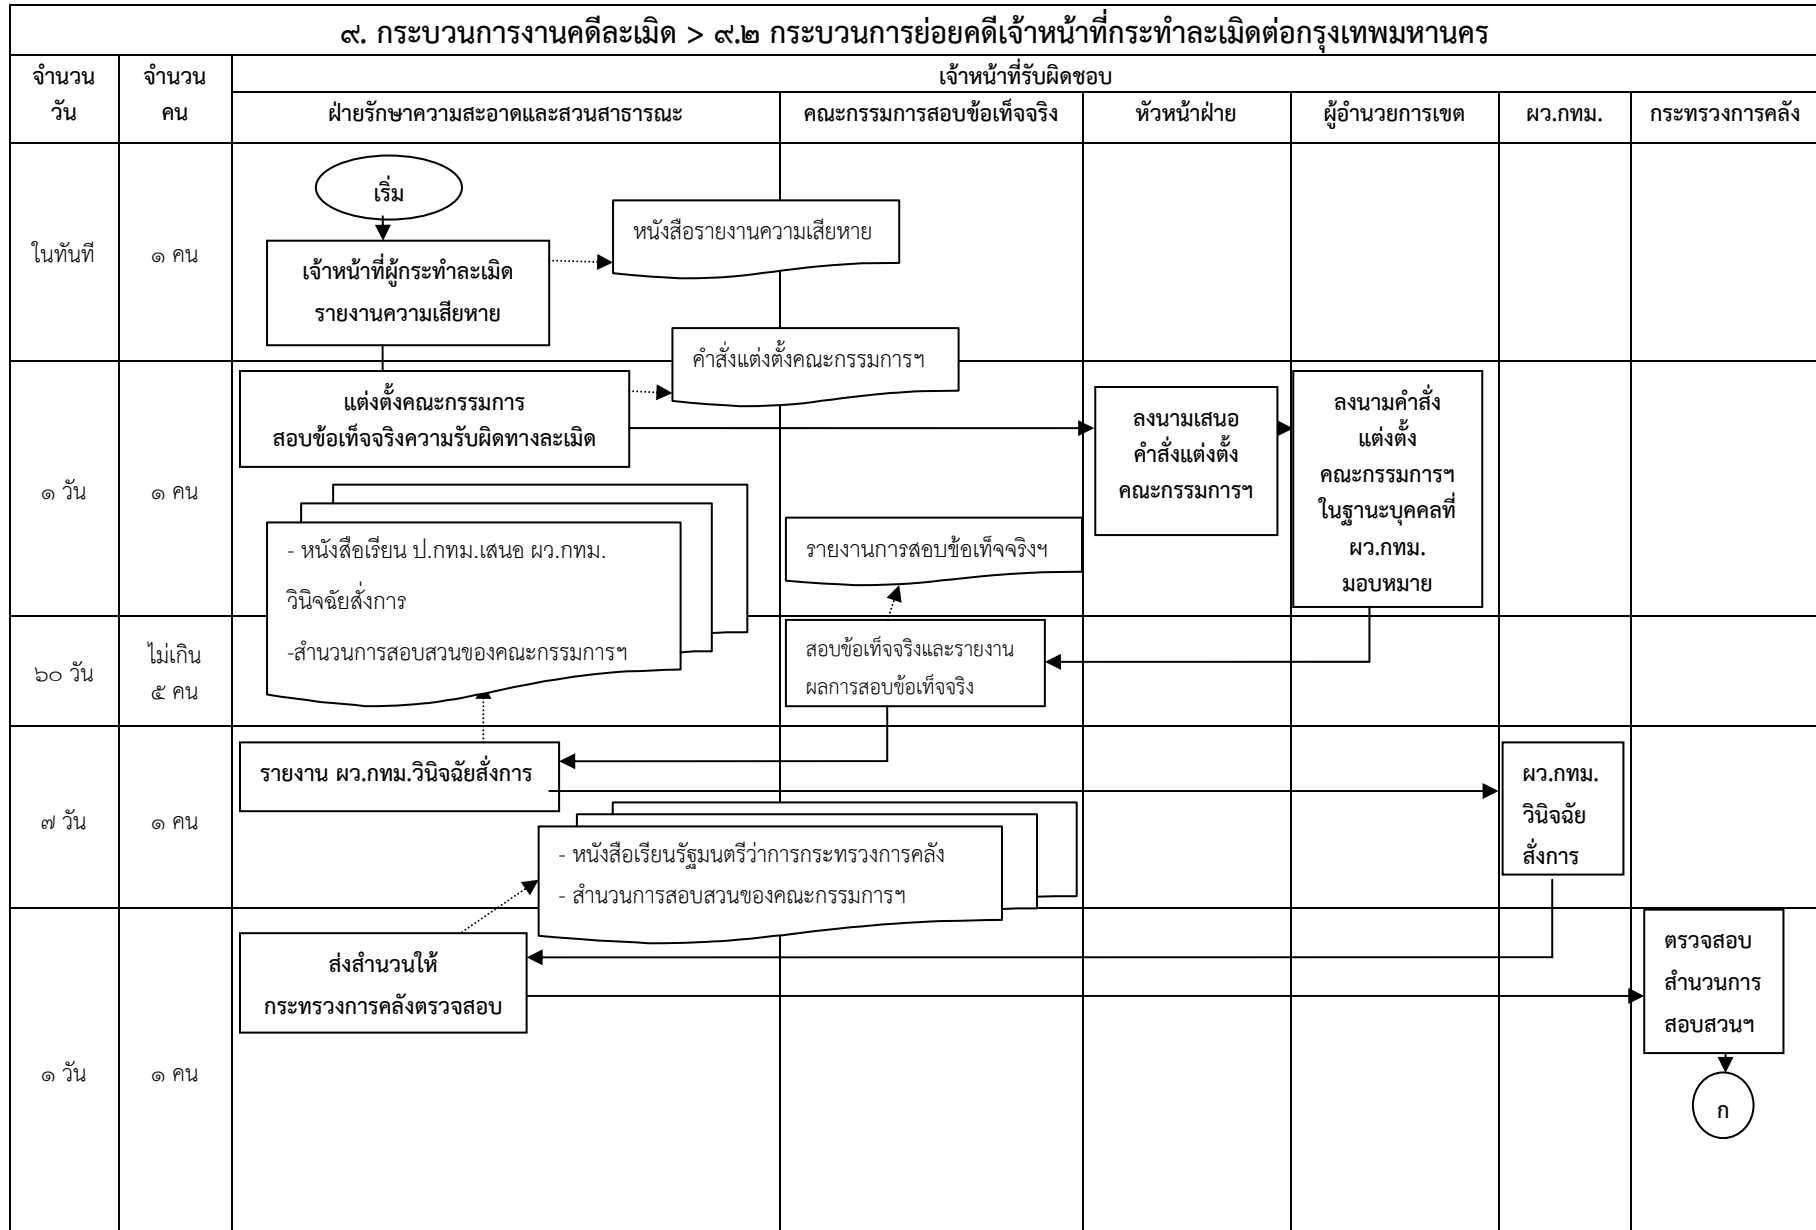 ๙. กระบวนการงานคดีละเมิด > ๙.๒ กระบวนการย่อยคดีเจ้าหน้าที่กระทำละเมิดต่อกรุงเทพมหานคร
จำนวน
วัน
จำนวน
คน
เจ้าหน้าที่รับผิดชอบ
ฝ่ายรักษาความสะอาดและสวนสาธารณะ
คณะกรรมการสอบข้อเท็จจริง
หัวหน้าฝ่าย
ผู้อำนวยการเขต
ผว.กทม.
กระทรวงการคลัง
ในทันที
๑ คน
เริ่ม
เจ้าหน้าที่ผู้กระทำละเมิด
รายงานความเสียหาย
หนังสือรายงานความเสียหาย
๑ วัน
๑ คน
แต่งตั้งคณะกรรมการ
สอบข้อเท็จจริงความรับผิดทางละเมิด
คำสั่งแต่งตั้งคณะกรรมการฯ
ลงนามเสนอ
คำสั่งแต่งตั้ง
คณะกรรมการฯ
ลงนามคำสั่ง
แต่งตั้ง
คณะกรรมการฯ
ในฐานะบุคคลที่
ผว.กทม.
มอบหมาย
- หนังสือเรียน ป.กทม.เสนอ ผว.กทม.
วินิจฉัยสั่งการ
-สำนวนการสอบสวนของคณะกรรมการฯ
รายงานการสอบข้อเท็จจริงฯ
๖๐ วัน
ไม่เกิน
๕ คน
สอบข้อเท็จจริงและรายงาน
ผลการสอบข้อเท็จจริง
๗ วัน
๑ คน
รายงาน ผว.กทม.วินิจฉัยสั่งการ
ผว.กทม.
วินิจฉัย
สั่งการ
- หนังสือเรียนรัฐมนตรีว่าการกระทรวงการคลัง
- สำนวนการสอบสวนของคณะกรรมการฯ
๑ วัน
๑ คน
ส่งสำนวนให้
กระทรวงการคลังตรวจสอบ
ตรวจสอบ
สำนวนการ
สอบสวนฯ
ก